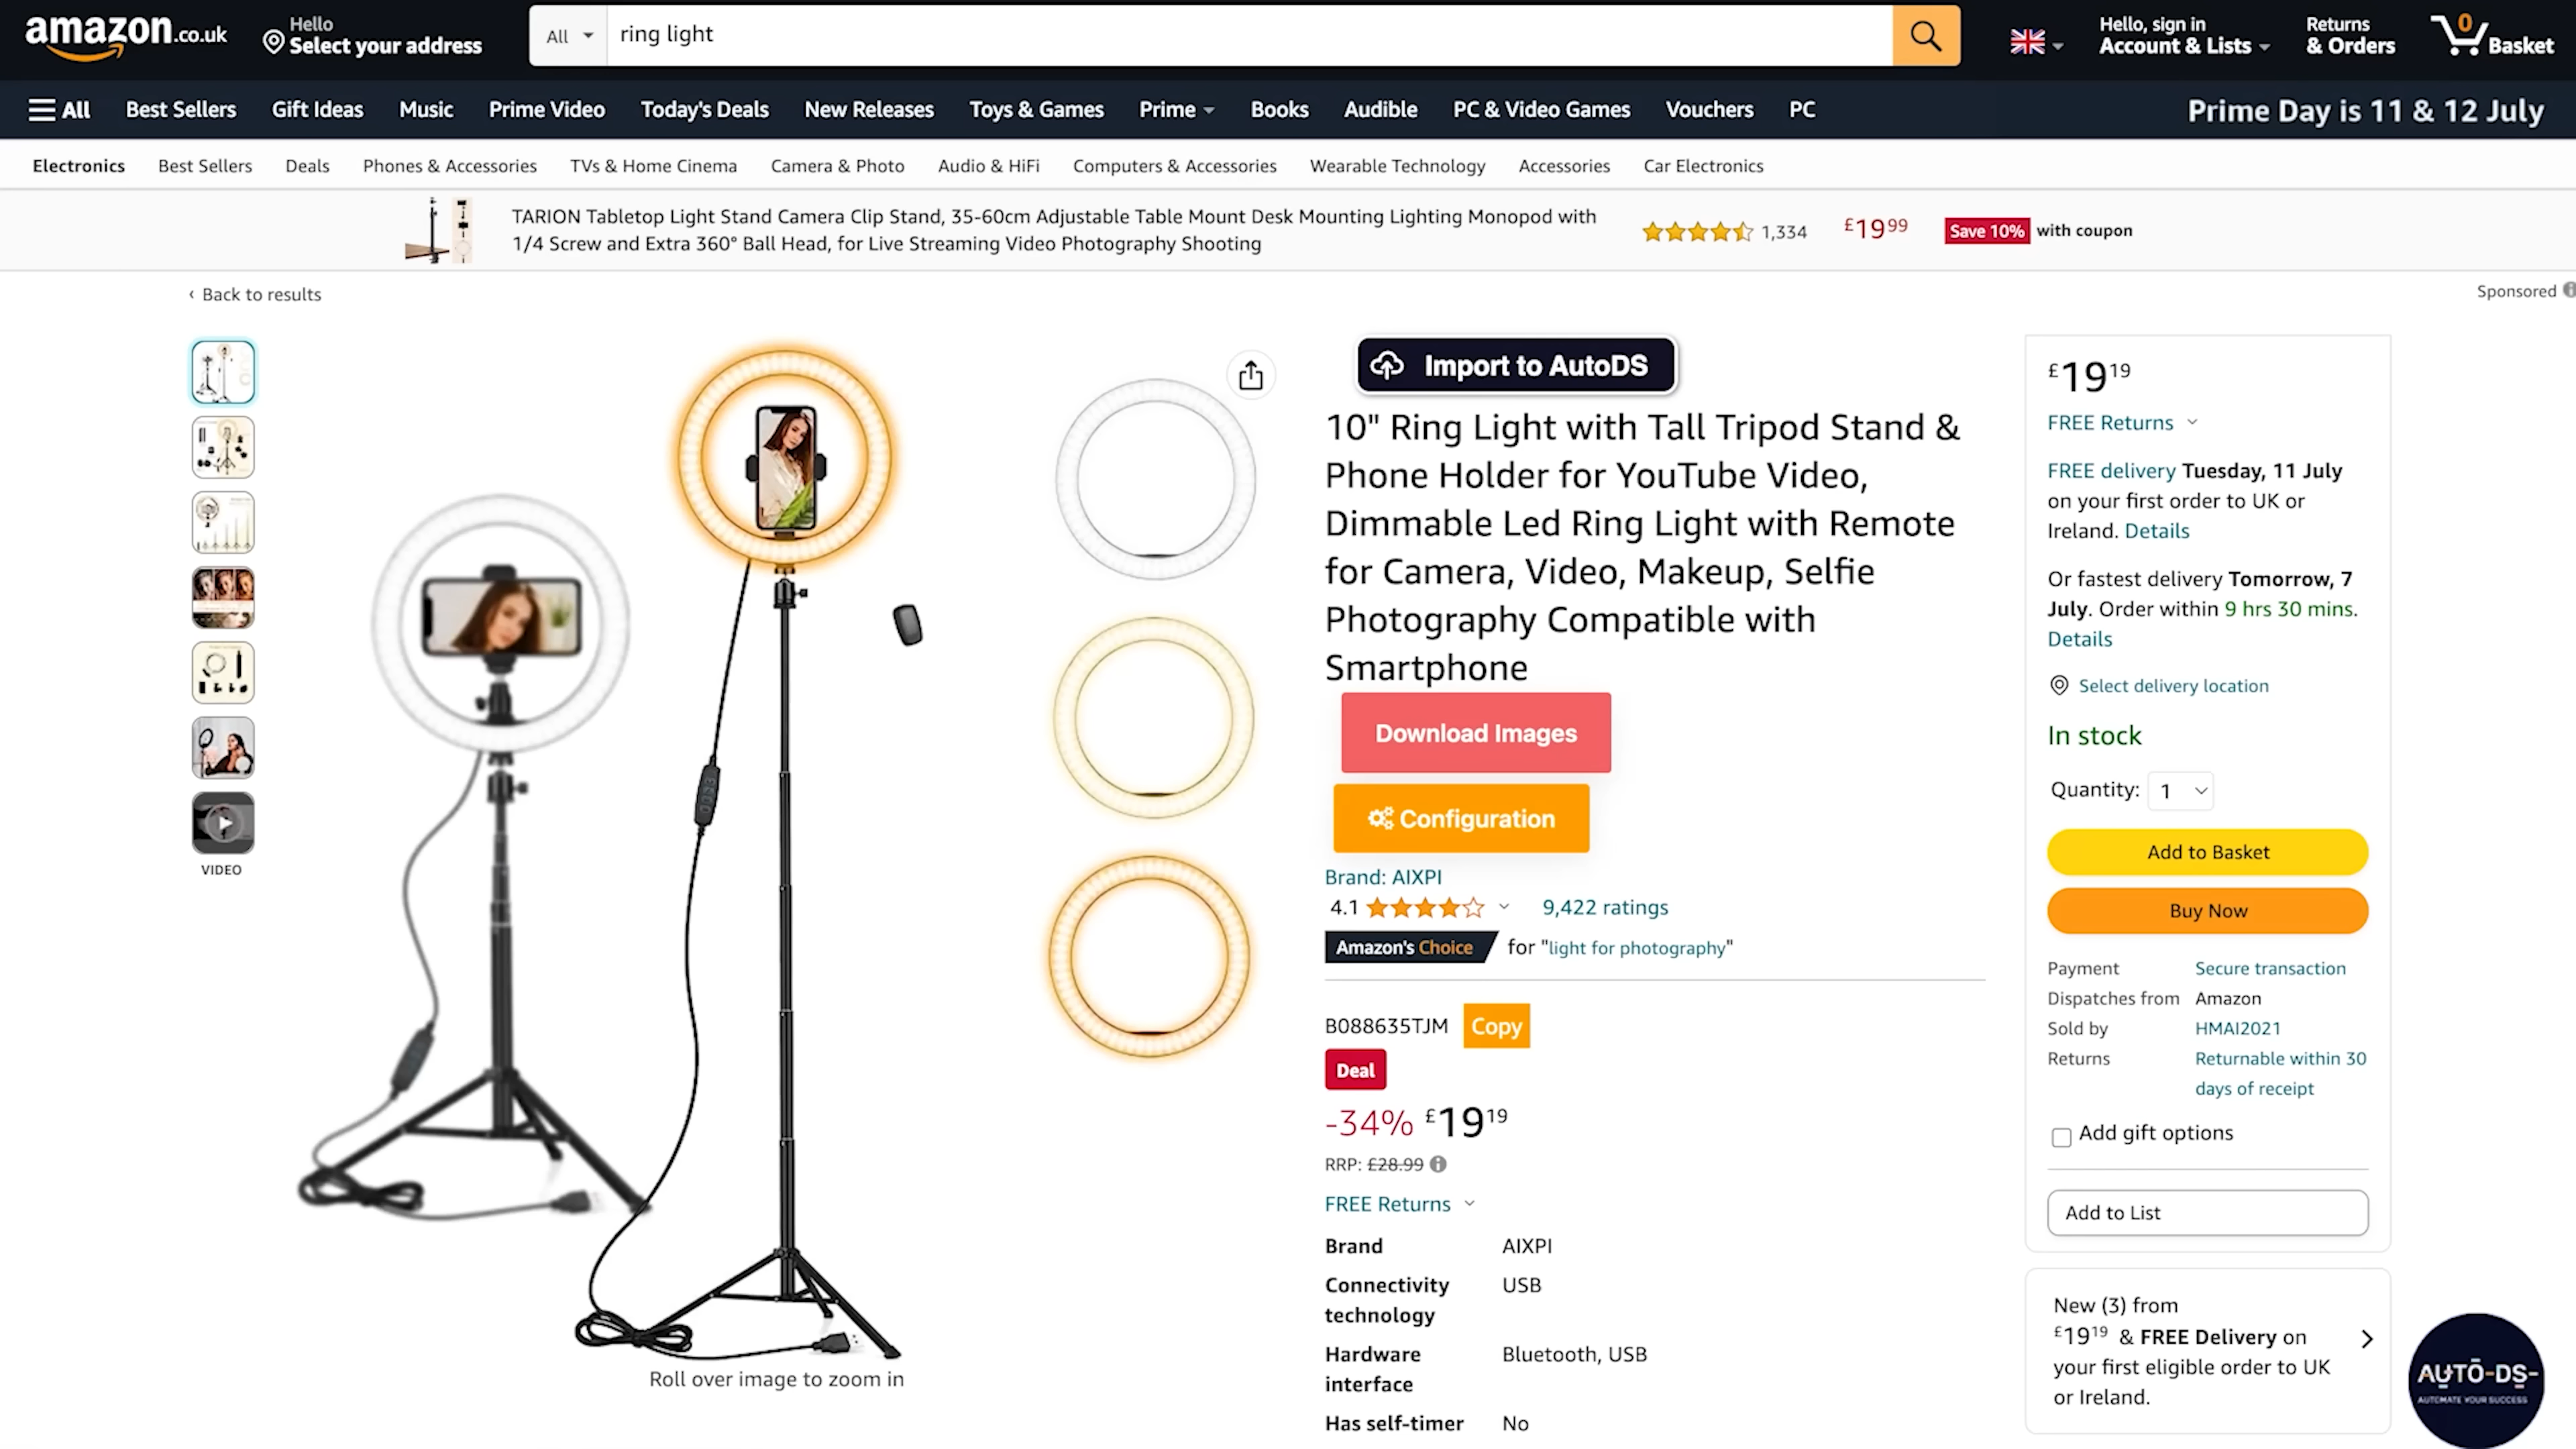 amazon.co.uk
Hello
Select your address
All
ring light
Hello, sign in
Account & Lists
Returns
& Orders
0
Basket
All
Best Sellers
Gift Ideas
Music
Prime Video
Today's Deals
New Releases
Toys & Games
Prime
Books
Audible
PC & Video Games
Vouchers
PC
Prime Day is 11 & 12 July
Electronics
Best Sellers
Deals
Phones & Accessories
TVs & Home Cinema
Camera & Photo
Audio & HiFi
Computers & Accessories
Wearable Technology
Accessories
Car Electronics
TARION Tabletop Light Stand Camera Clip Stand, 35-60cm Adjustable Table Mount Desk Mounting Lighting Monopod with
1/4 Screw and Extra 360° Ball Head, for Live Streaming Video Photography Shooting
1,334
£19 99
Save 10% with coupon
‹ Back to results
Sponsored
VIDEO
Roll over image to zoom in
Import to AutoDS
10" Ring Light with Tall Tripod Stand &
Phone Holder for YouTube Video,
Dimmable Led Ring Light with Remote
for Camera, Video, Makeup, Selfie
Photography Compatible with
Smartphone
Download Images
Configuration
Brand: AIXPI
4.1
9,422 ratings
Amazon's Choice for "light for photography"
B088635TJM
Copy
Deal
-34% £19 19
RRP: £28.99
FREE Returns
Brand AIXPI
Connectivity technology USB
Hardware interface Bluetooth, USB
Has self-timer No
£19 19
FREE Returns
FREE delivery Tuesday, 11 July
on your first order to UK or
Ireland. Details
Or fastest delivery Tomorrow, 7
July. Order within 9 hrs 30 mins.
Details
Select delivery location
In stock
Quantity: 1
Add to Basket
Buy Now
Payment Secure transaction
Dispatches from Amazon
Sold by HMAI2021
Returns Returnable within 30
days of receipt
Add gift options
Add to List
New (3) from
£19 19 & FREE Delivery on
your first eligible order to UK
or Ireland.
AUTO-DS-
AUTOMATE YOUR SUCCESS